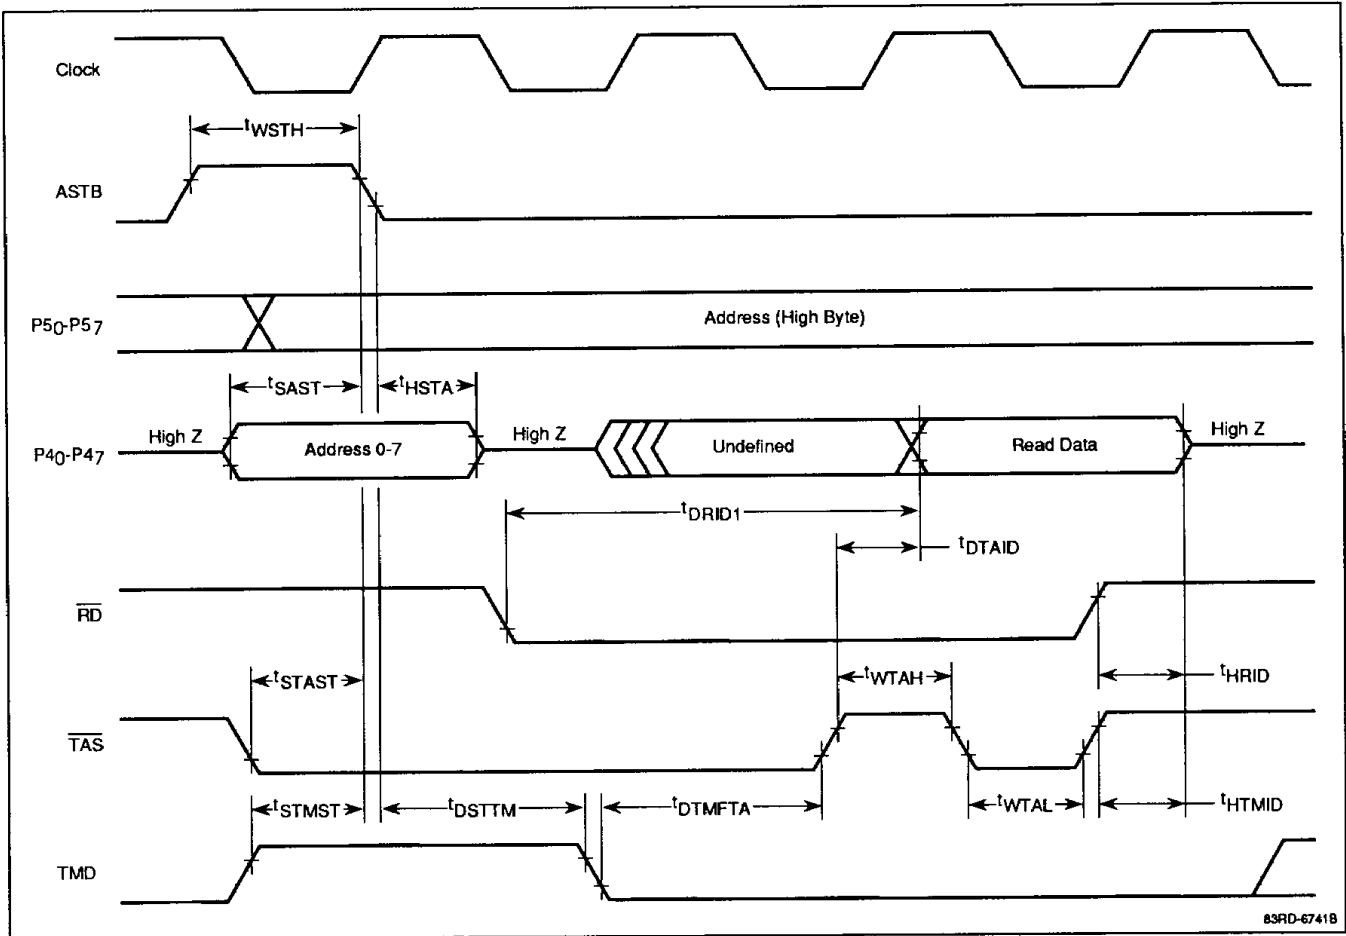 Clock
tWSTH
ASTB
P50-P57
Address (High Byte)
tSAST
tHSTA
P40-P47
High Z
Address 0-7
High Z
Undefined
Read Data
High Z
tDRID1
tDTAID
RD
tSTAST
tWTAH
tHRID
TAS
tSTMST
tDSTTM
tDTMFTA
tWTAL
tHTMID
TMD
83RD-6741B